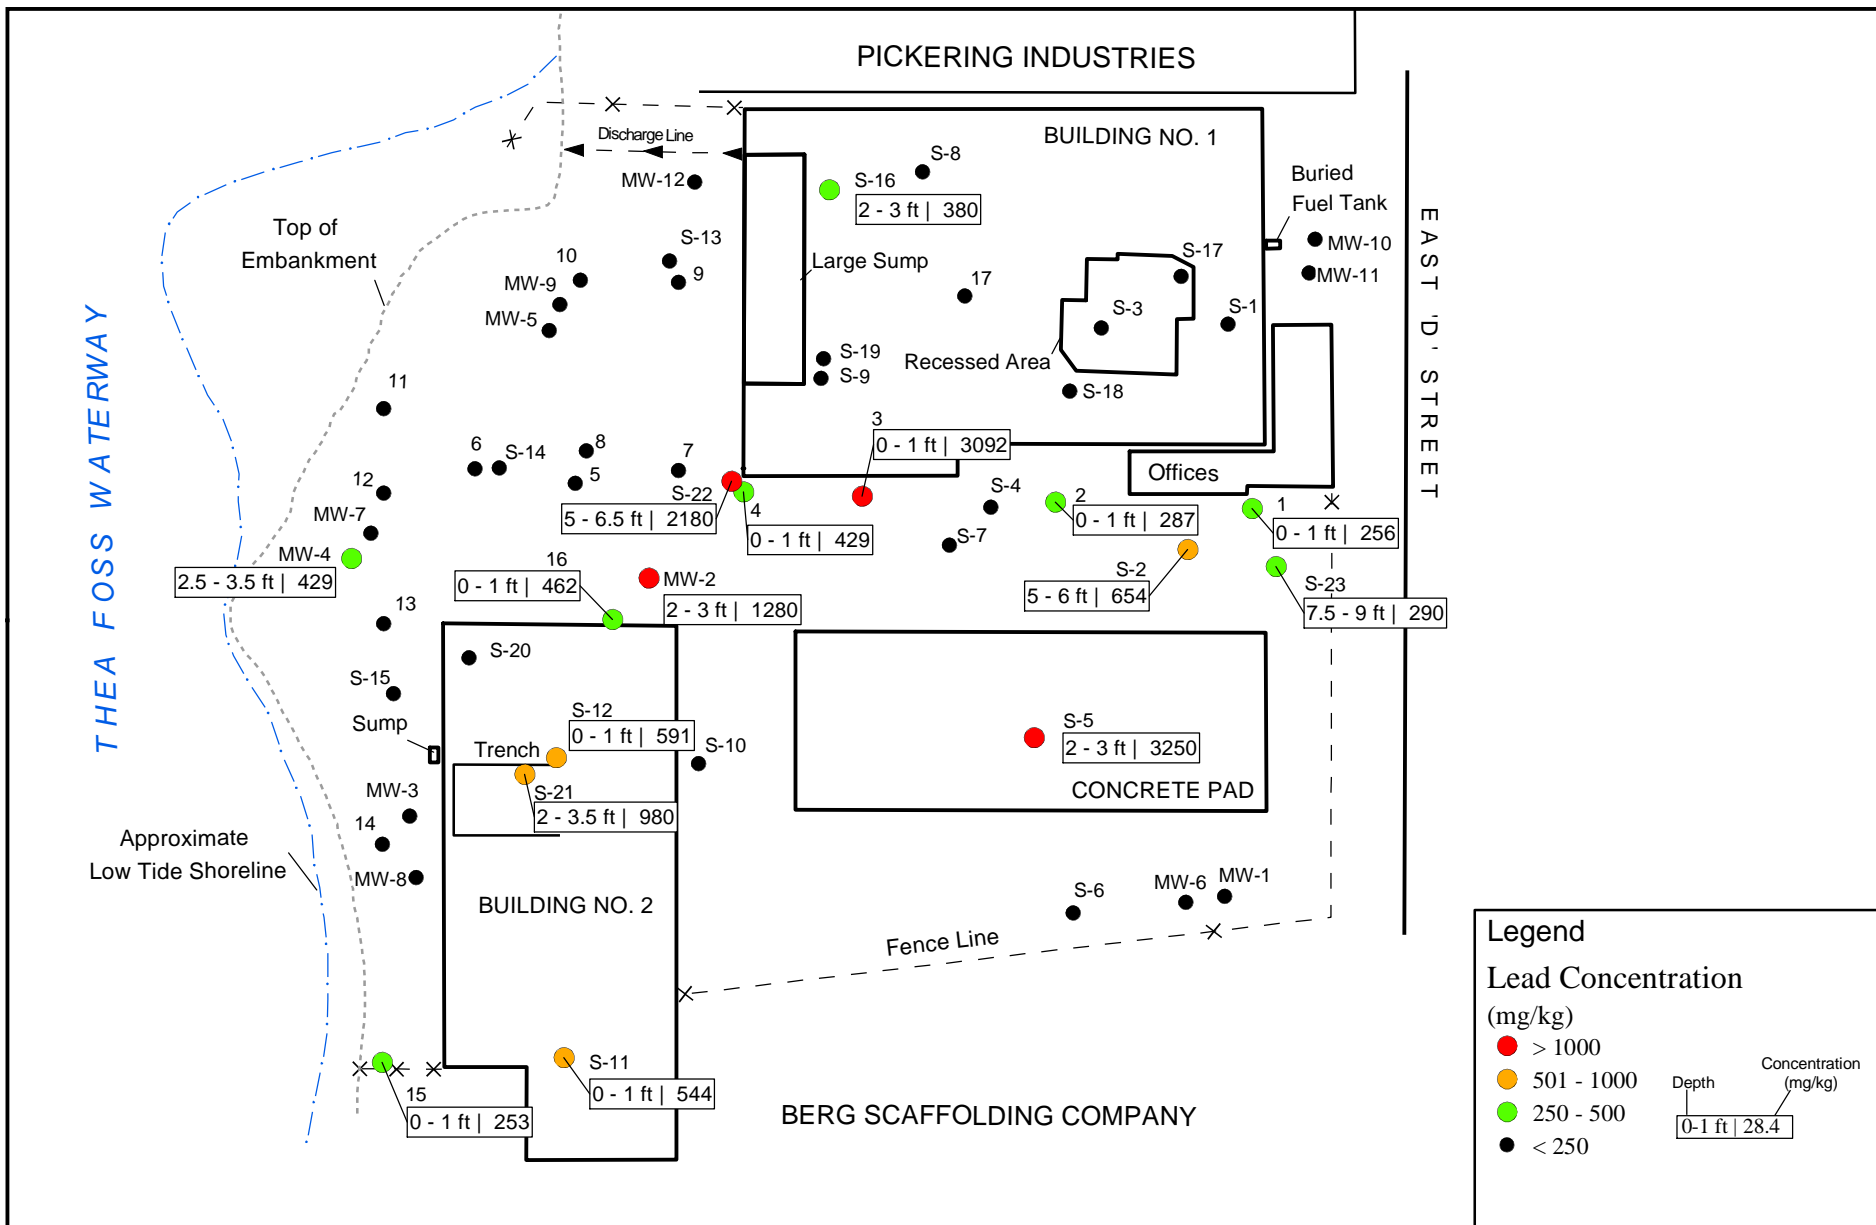 PICKERING INDUSTRIES
BUILDING NO. 1
Discharge Line
MW-12
S-8
S-16
2 - 3 ft | 380
Buried
Fuel Tank
MW-10
MW-11
EAST 'D' STREET
Top of
Embankment
S-13
10
9
MW-9
MW-5
Large Sump
17
S-17
S-3
S-1
Recessed Area
S-18
S-19
S-9
THEA FOSS WATERWAY
11
3
0 - 1 ft | 3092
6
S-14
8
5
7
S-22
5 - 6.5 ft | 2180
4
0 - 1 ft | 429
S-4
S-7
2
0 - 1 ft | 287
Offices
1
0 - 1 ft | 256
12
MW-7
MW-4
2.5 - 3.5 ft | 429
16
0 - 1 ft | 462
MW-2
2 - 3 ft | 1280
S-2
5 - 6 ft | 654
S-23
7.5 - 9 ft | 290
13
S-20
S-15
Sump
S-12
0 - 1 ft | 591
Trench
S-10
S-21
2 - 3.5 ft | 980
S-5
2 - 3 ft | 3250
CONCRETE PAD
MW-3
14
MW-8
Approximate
Low Tide Shoreline
BUILDING NO. 2
S-6
MW-6
MW-1
Fence Line
S-11
0 - 1 ft | 544
15
0 - 1 ft | 253
BERG SCAFFOLDING COMPANY
Legend
Lead Concentration
(mg/kg)
> 1000
501 - 1000
250 - 500
< 250
Depth
Concentration
(mg/kg)
0-1 ft | 28.4